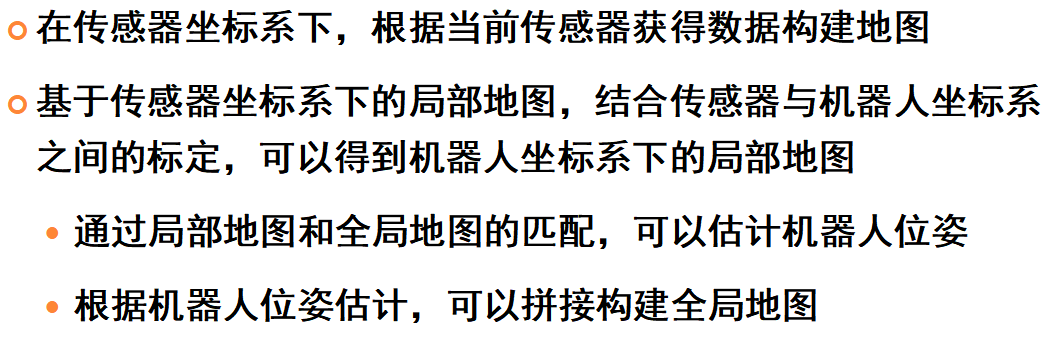 在传感器坐标系下，根据当前传感器获得数据构建地图
基于传感器坐标系下的局部地图，结合传感器与机器人坐标系
之间的标定，可以得到机器人坐标系下的局部地图
通过局部地图和全局地图的匹配，可以估计机器人位姿
根据机器人位姿估计，可以拼接构建全局地图